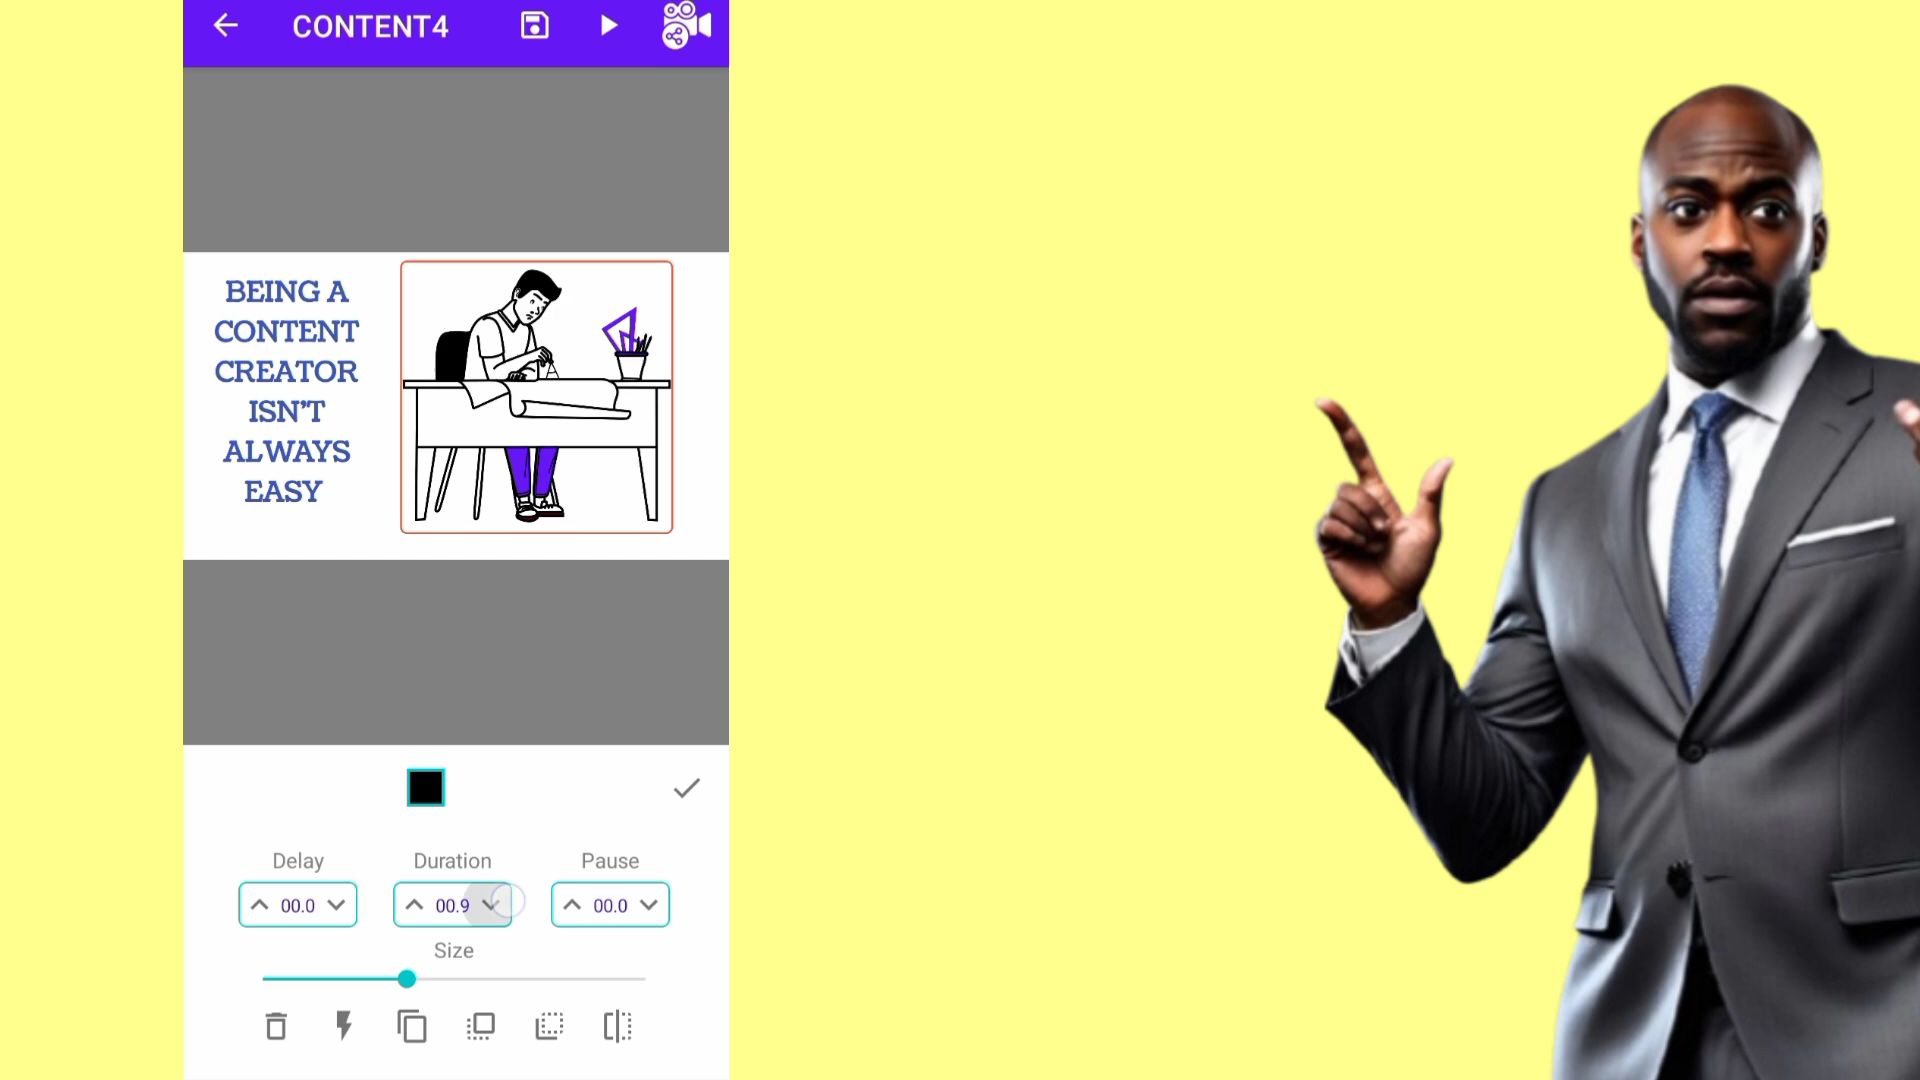 CONTENT4
BEING A
CONTENT
CREATOR
ISN'T
ALWAYS
EASY
Delay Duration Pause
00.0 00.9 00.0
Size